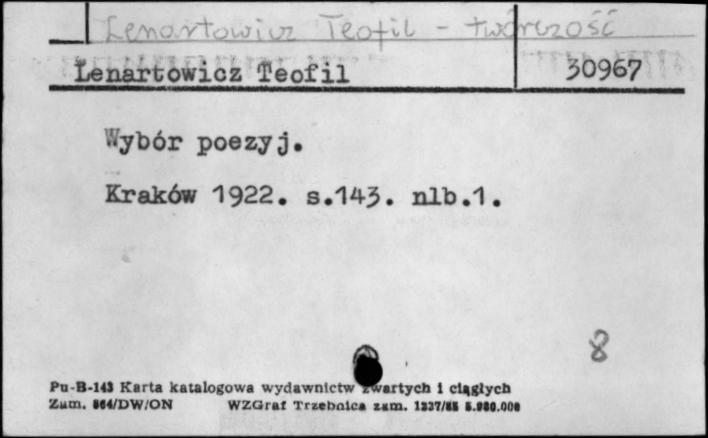 Lenartowicz Teofil - twórczość
Lenartowicz Teofil 30967
Wybór poezyj.
Kraków 1922. s.143. nlb.1.
8
Pu-B-143 Karta katalogowa wydawnictw zwartych i ciągłych
Zam. 864/DW/ON WZGraf Trzebnica zam. 1337/85 5.980.000